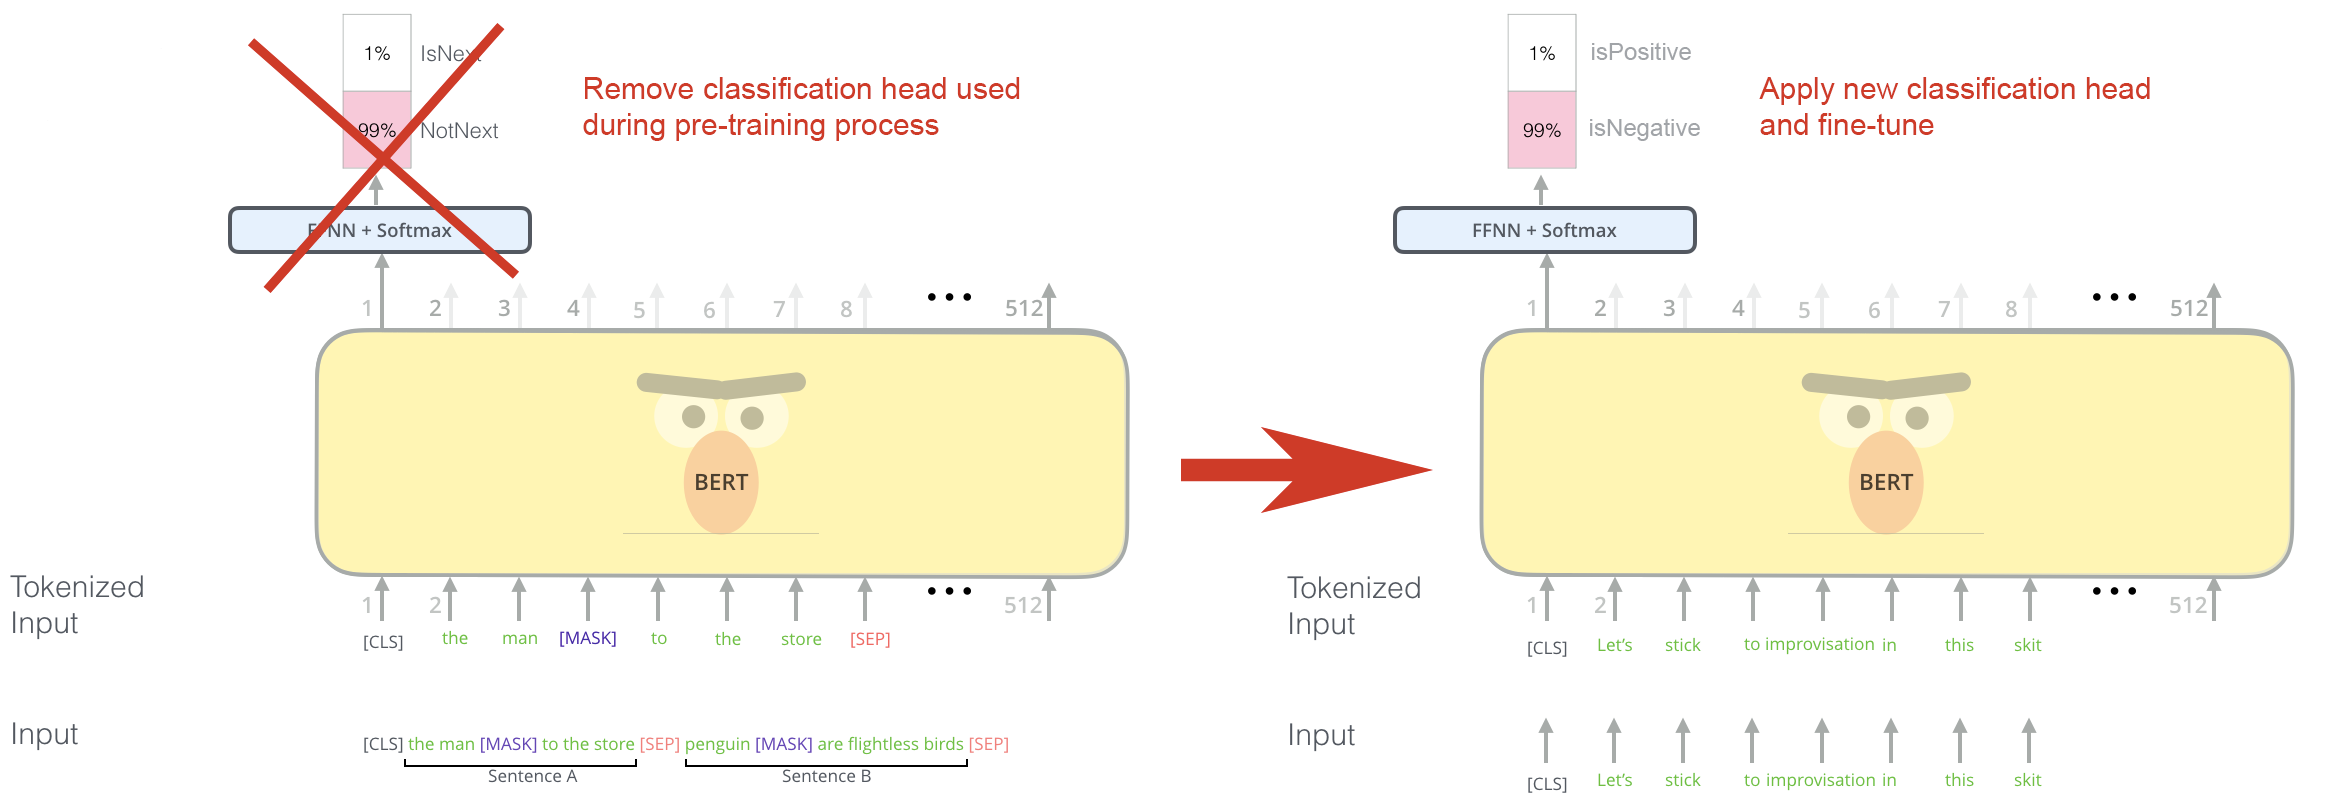 1%
IsNext
99%
NotNext
Remove classification head used
during pre-training process
FFNN + Softmax
1 2 3 4 5 6 7 8 ••• 512
BERT
Tokenized
Input
1 2 ••• 512
[CLS] the man [MASK] to the store [SEP]
Input
[CLS] the man [MASK] to the store [SEP] penguin [MASK] are flightless birds [SEP]
Sentence A Sentence B
1%
isPositive
99%
isNegative
Apply new classification head
and fine-tune
FFNN + Softmax
1 2 3 4 5 6 7 8 ••• 512
BERT
Tokenized
Input
1 2 ••• 512
[CLS] Let's stick to improvisation in this skit
Input
[CLS] Let's stick to improvisation in this skit